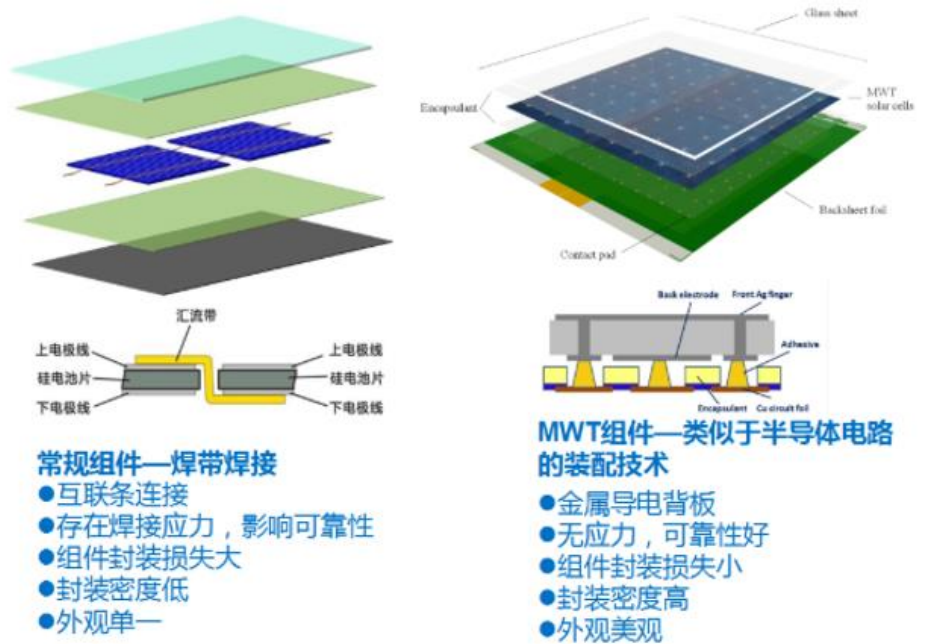 Glass sheet
Encapsulant
MWT
solar cells
Backsheet foil
Contact pad
汇流带
上电极线
上电极线
硅电池片
硅电池片
下电极线
下电极线
Back electrode
Front Ag finger
Adhesive
Encapsulant
Cu circuit foil
常规组件—焊带焊接
●互联条连接
●存在焊接应力，影响可靠性
●组件封装损失大
●封装密度低
●外观单一
MWT组件—类似于半导体电路
的装配技术
●金属导电背板
●无应力，可靠性好
●组件封装损失小
●封装密度高
●外观美观